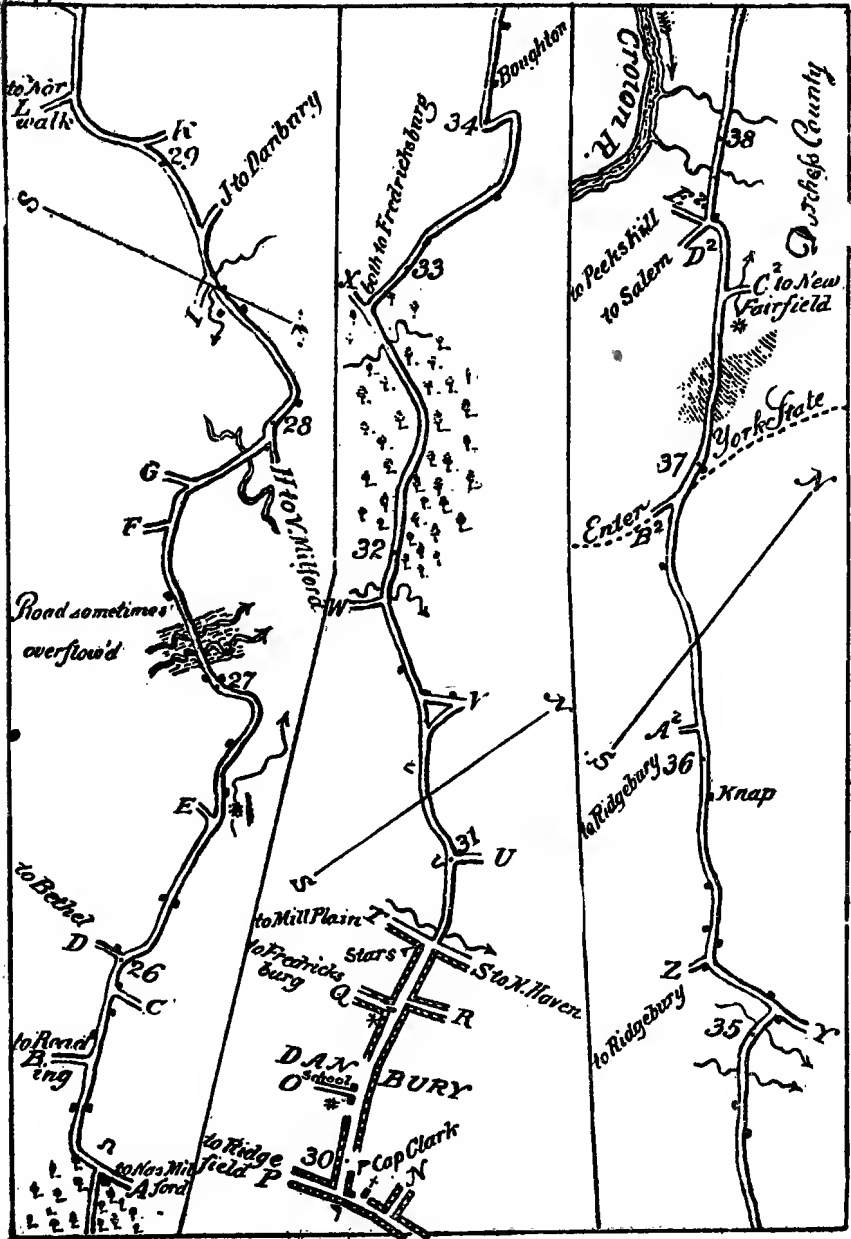 to Nor
L walk
K
29
J to Danbury
S
I
28
G
H to N. Milford
F
Road sometimes
overflow'd
27
E
to Bethel
D
26
C
to Read
B ing
to Nas Mil
A ford
Boughton
34
both to Fredricksburg
33
X
32
W
V
31
U
S
to Mill Plain T
Stars
S to N. Haven
to Fredricks
burg
Q
R
DAN
BURY
O School
to Ridge
field P
30
Cap Clark
N
Croton R.
38
Dutchess County
E2
to Peekskill
D2
to Salem
C2 to New
Fairfield
York State
37
Enter
B2
N
A2
S
to Ridgebury
36
Knap
Z
to Ridgebury
35
Y